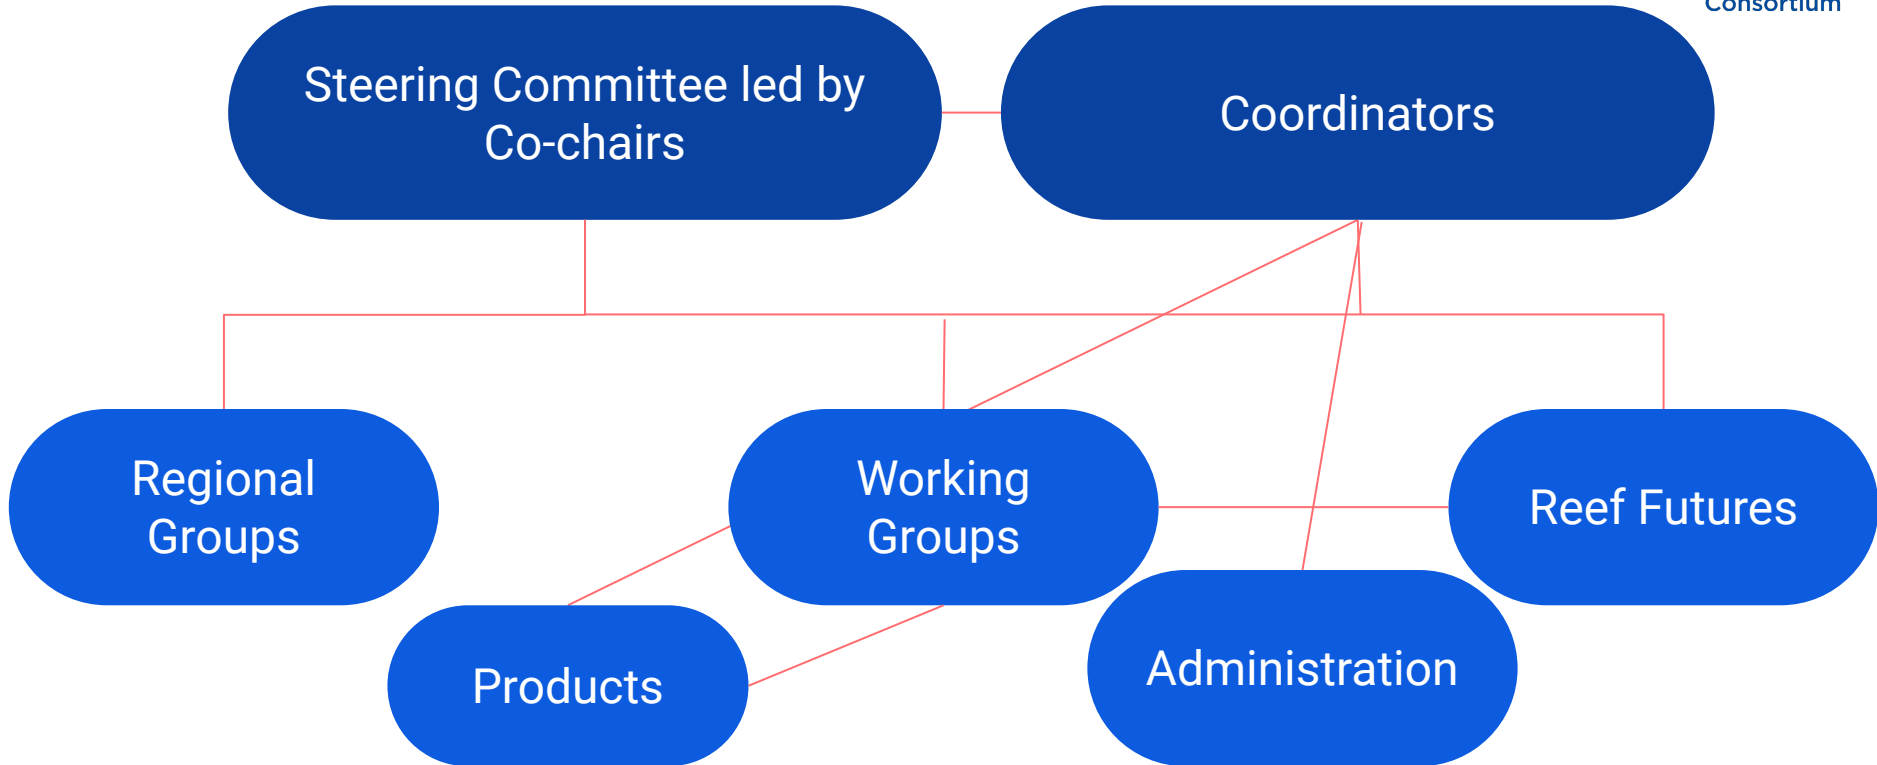 Consortium
Steering Committee led by
Co-chairs
Coordinators
Regional
Groups
Working
Groups
Reef Futures
Products
Administration